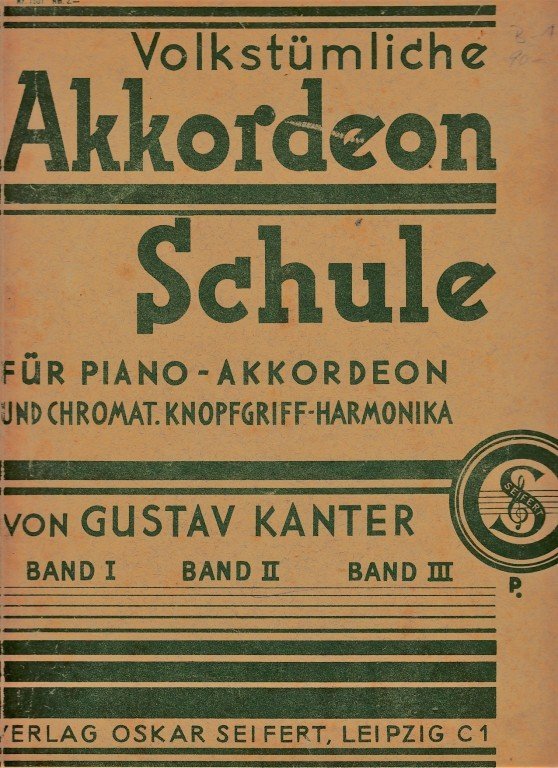 Volkstümliche
Akkordeon
Schule
FÜR PIANO-AKKORDEON
UND CHROMAT. KNOPFGRIFF-HARMONIKA
SEIFERT
VON GUSTAV KANTER
BAND I BAND II BAND III
P.
VERLAG OSKAR SEIFERT, LEIPZIG C1